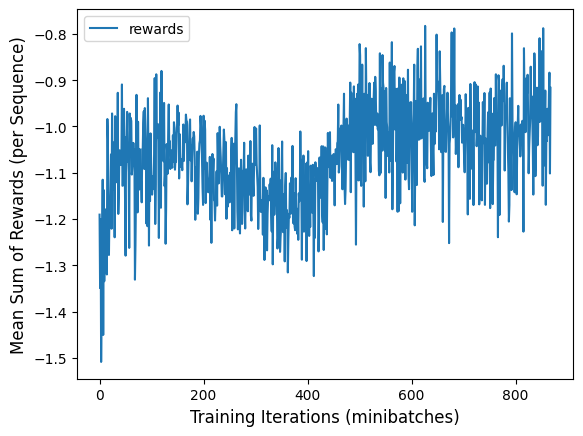 rewards
Mean Sum of Rewards (per Sequence)
−0.8
−0.9
−1.0
−1.1
−1.2
−1.3
−1.4
−1.5
0 200 400 600 800
Training Iterations (minibatches)